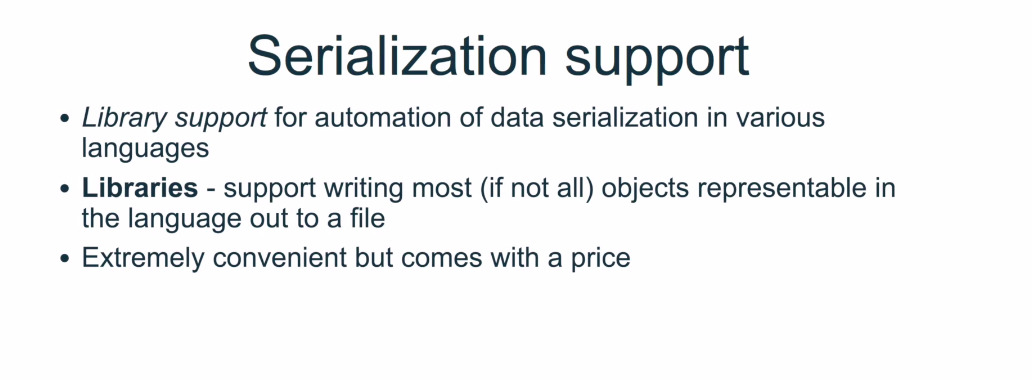 Serialization support
• Library support for automation of data serialization in various
languages
• Libraries - support writing most (if not all) objects representable in
the language out to a file
• Extremely convenient but comes with a price